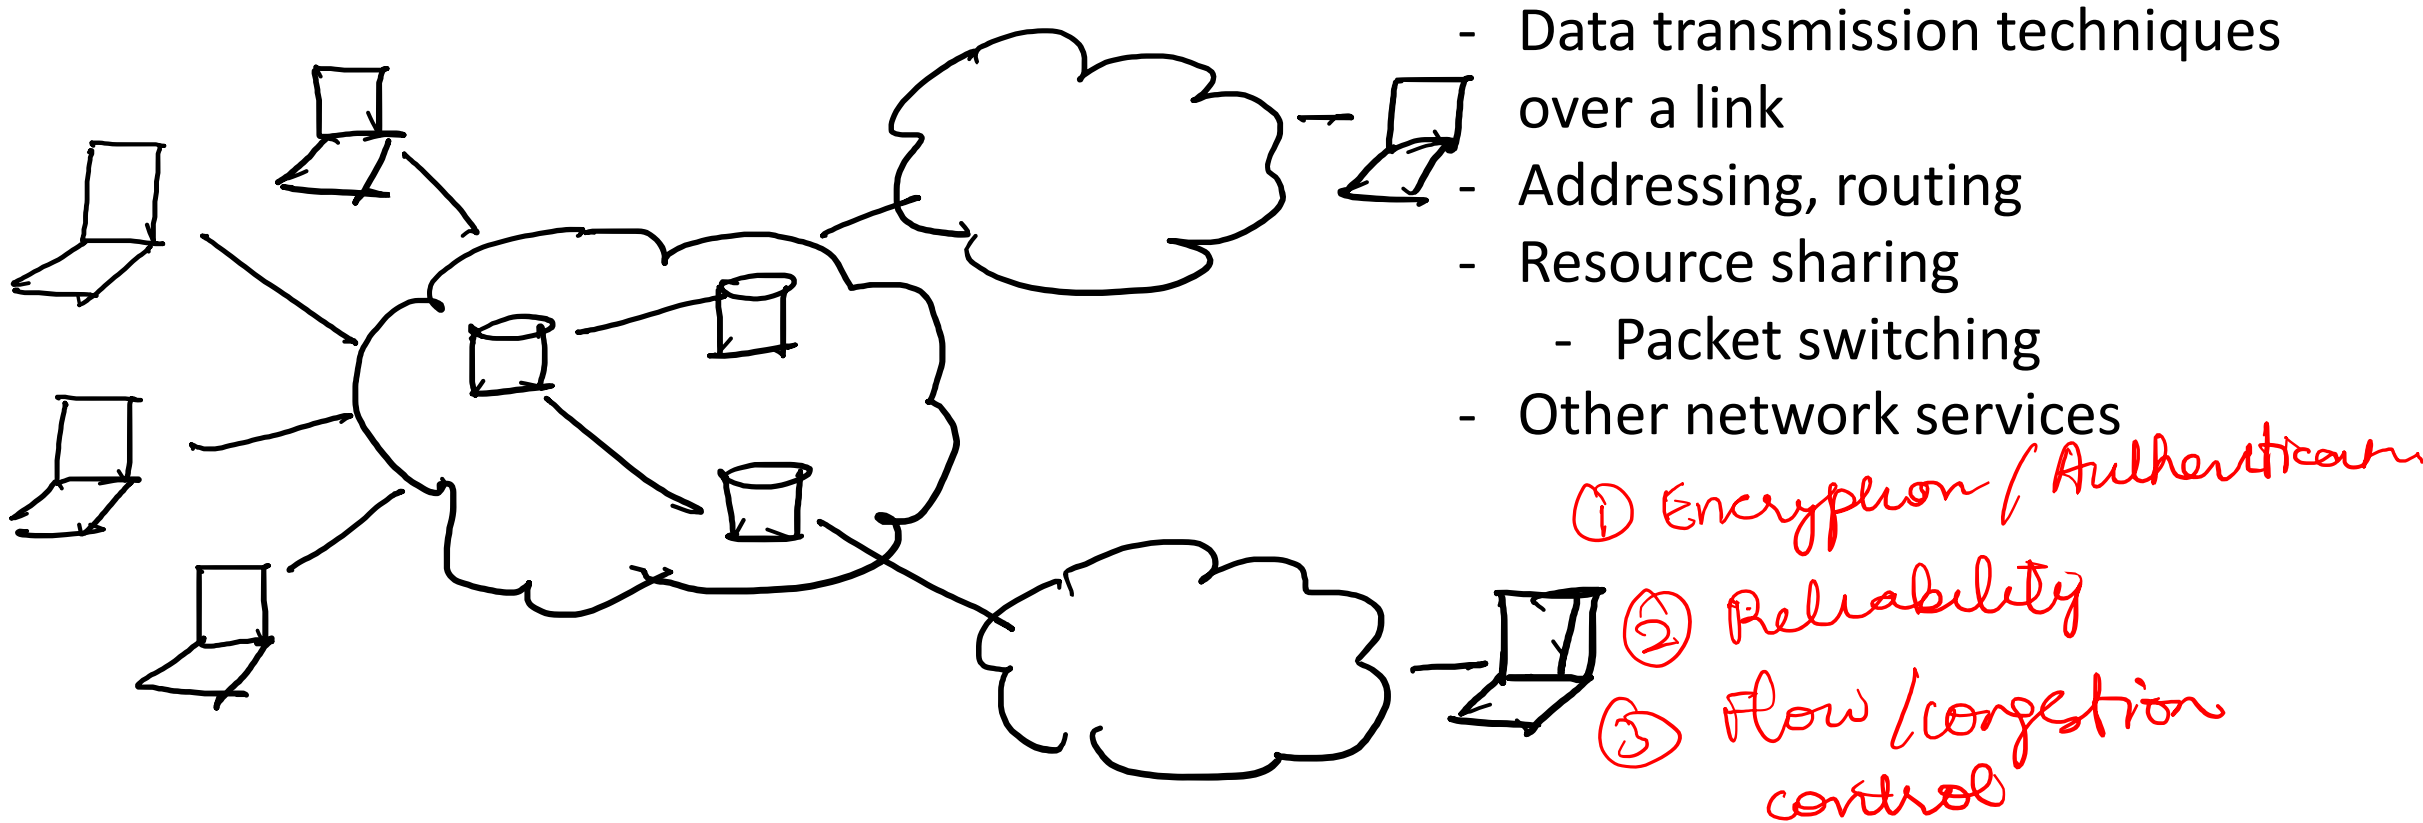 - Data transmission techniques
over a link
- Addressing, routing
- Resource sharing
- Packet switching
- Other network services
① Encryption / Authentication
② Reliability
③ Flow / congestion
control